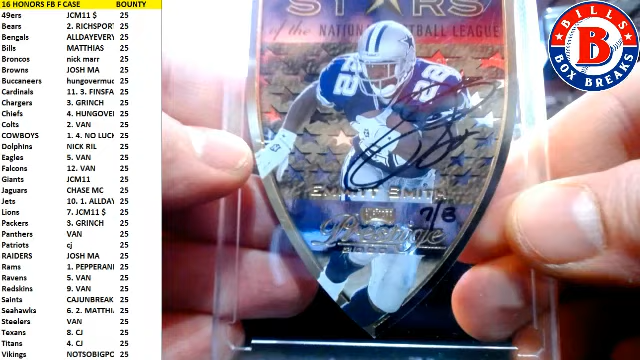 16 HONORS FB F CASE BOUNTY
49ers JCM11 $ 25
Bears 2. RICHSPORT 25
Bengals ALLDAYEVERY 25
Bills MATTHIAS 25
Broncos nick marr 25
Browns JOSH MA 25
Buccaneers hungovermuc 25
Cardinals 11. 3. FINSFA 25
Chargers 3. GRINCH 25
Chiefs 4. HUNGOVEI 25
Colts 2. VAN 25
COWBOYS 1. 4. NO LUCK 25
Dolphins NICK RIL 25
Eagles 5. VAN 25
Falcons 12. VAN 25
Giants JCM11 25
Jaguars CHASE MC 25
Jets 10. 1. ALLDAY 25
Lions 7. JCM11 $ 25
Packers 3. GRINCH 25
Panthers VAN 25
Patriots cj 25
RAIDERS JOSH MA 25
Rams 1. PEPPERANI 25
Ravens 5. VAN 25
Redskins 9. VAN 25
Saints CAJUNBREAK 25
Seahawks 6. 2. MATTHI. 25
Steelers VAN 25
Texans 8. CJ 25
Titans 4. CJ 25
Vikings NOTSOBIGPC 25
STARS
of the NATIONAL FOOTBALL LEAGUE
22 22
EMMITT SMITH
7/8
Prestige
BILLS
B
BOX BREAKS